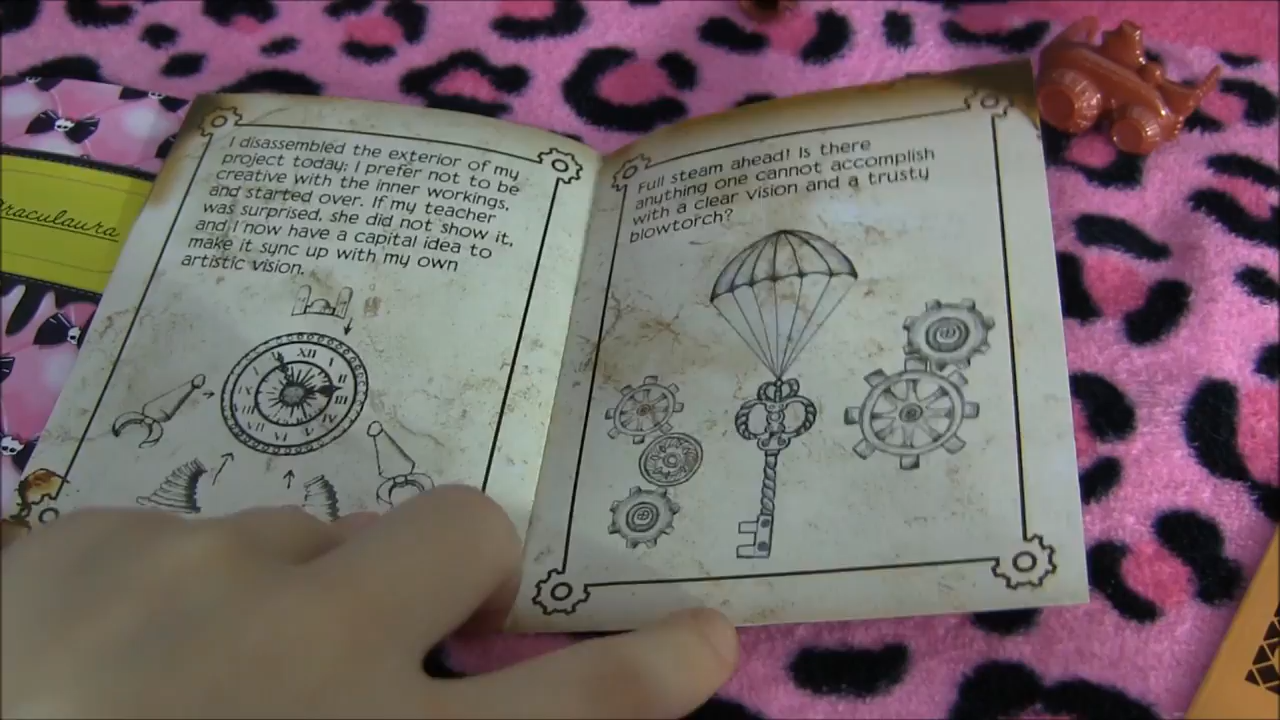 I disassembled the exterior of my
project today; I prefer not to be
creative with the inner workings,
and started over. If my teacher
was surprised, she did not show it,
and I now have a capital idea to
make it sync up with my own
artistic vision.
Full steam ahead! Is there
anything one cannot accomplish
with a clear vision and a trusty
blowtorch?
raculaura